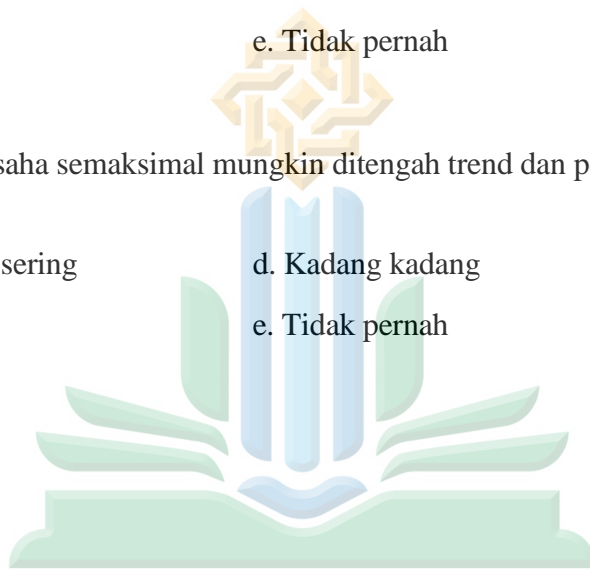 e. Tidak pernah
saha semaksimal mungkin ditengah trend dan p
sering d. Kadang kadang
e. Tidak pernah